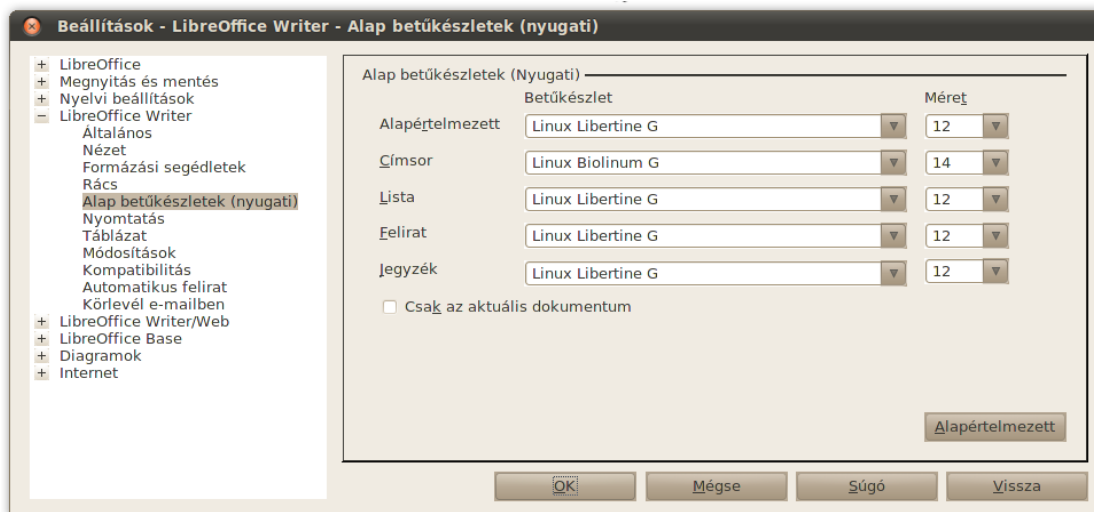 Beállítások - LibreOffice Writer - Alap betűkészletek (nyugati)
LibreOffice
Megnyitás és mentés
Nyelvi beállítások
LibreOffice Writer
Általános
Nézet
Formázási segédletek
Rács
Alap betűkészletek (nyugati)
Nyomtatás
Táblázat
Módosítások
Kompatibilitás
Automatikus felirat
Körlevél e-mailben
LibreOffice Writer/Web
LibreOffice Base
Diagramok
Internet
Alap betűkészletek (Nyugati)
Betűkészlet Méret
Alapértelmezett Linux Libertine G 12
Címsor Linux Biolinum G 14
Lista Linux Libertine G 12
Felirat Linux Libertine G 12
Jegyzék Linux Libertine G 12
Csak az aktuális dokumentum
Alapértelmezett
OK Mégse Súgó Vissza